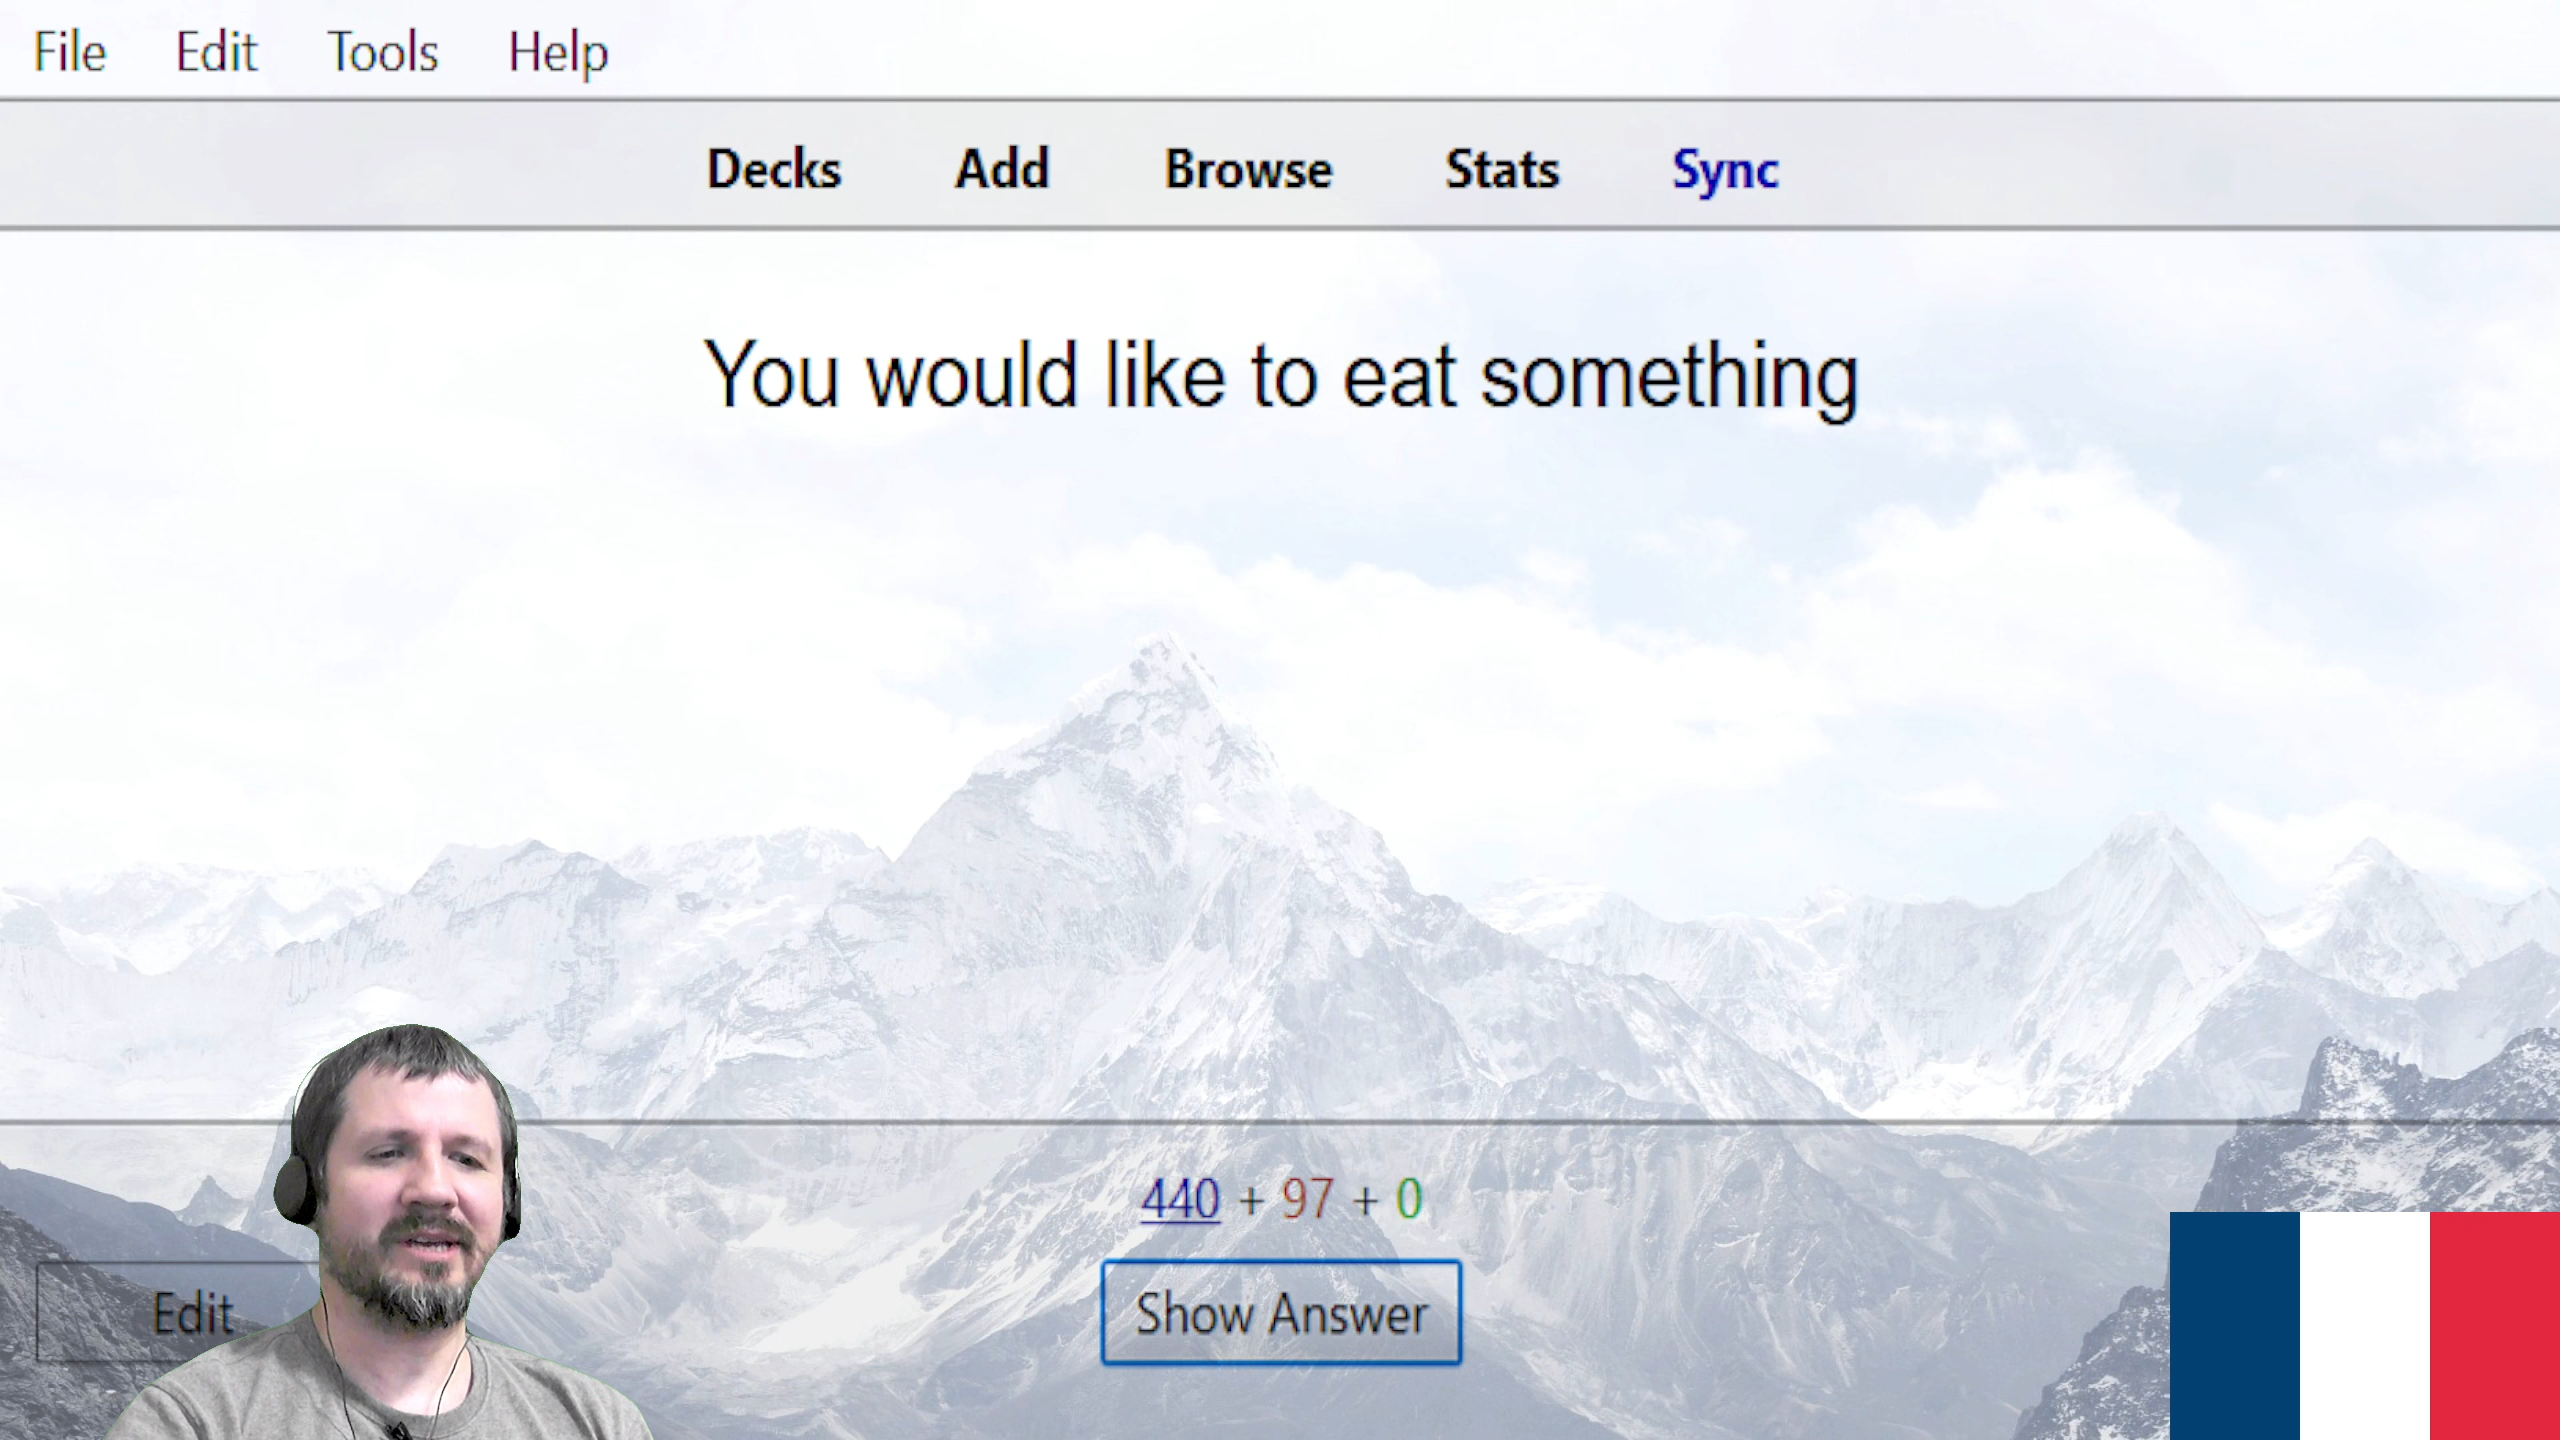 File Edit Tools Help
Decks Add Browse Stats Sync
You would like to eat something
440 + 97 + 0
Edit
Show Answer